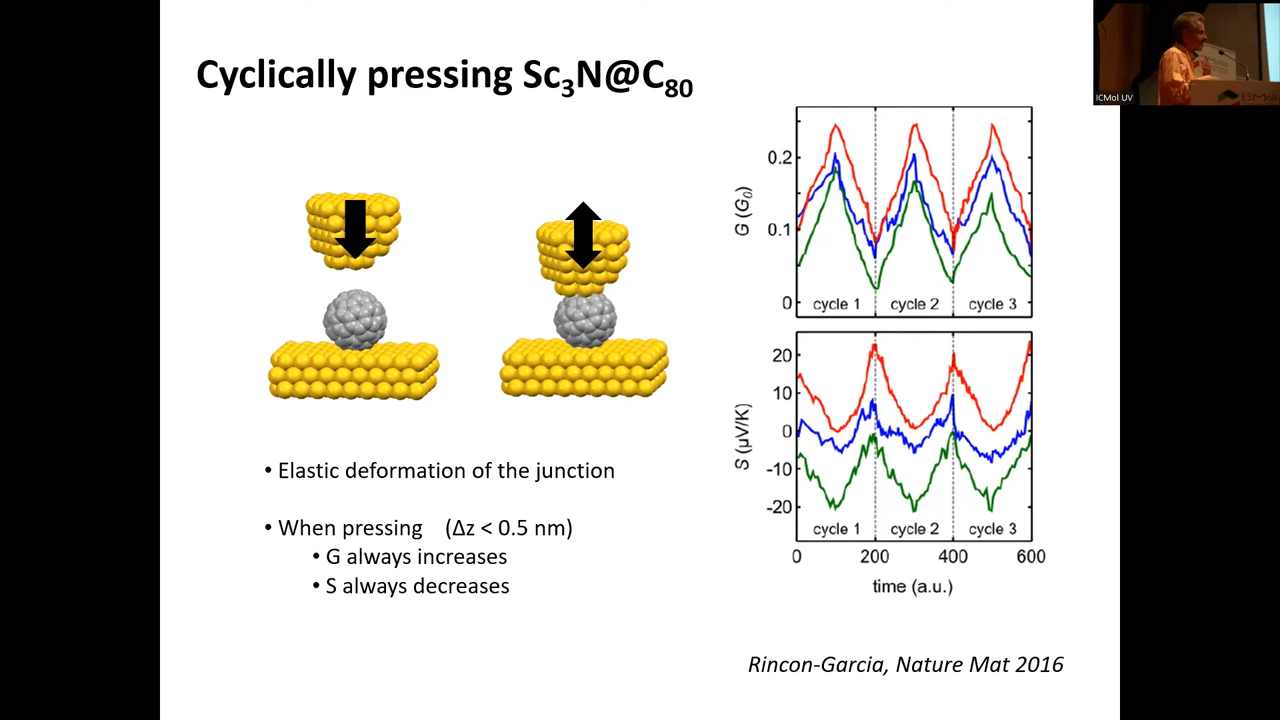 Cyclically pressing Sc₃N@C₈₀
ICMol UV
G (G₀)
0.2
0.1
0
cycle 1
cycle 2
cycle 3
S (μV/K)
20
10
0
-10
-20
cycle 1
cycle 2
cycle 3
0
200
400
600
time (a.u.)
• Elastic deformation of the junction
• When pressing (Δz < 0.5 nm)
• G always increases
• S always decreases
Rincon-Garcia, Nature Mat 2016